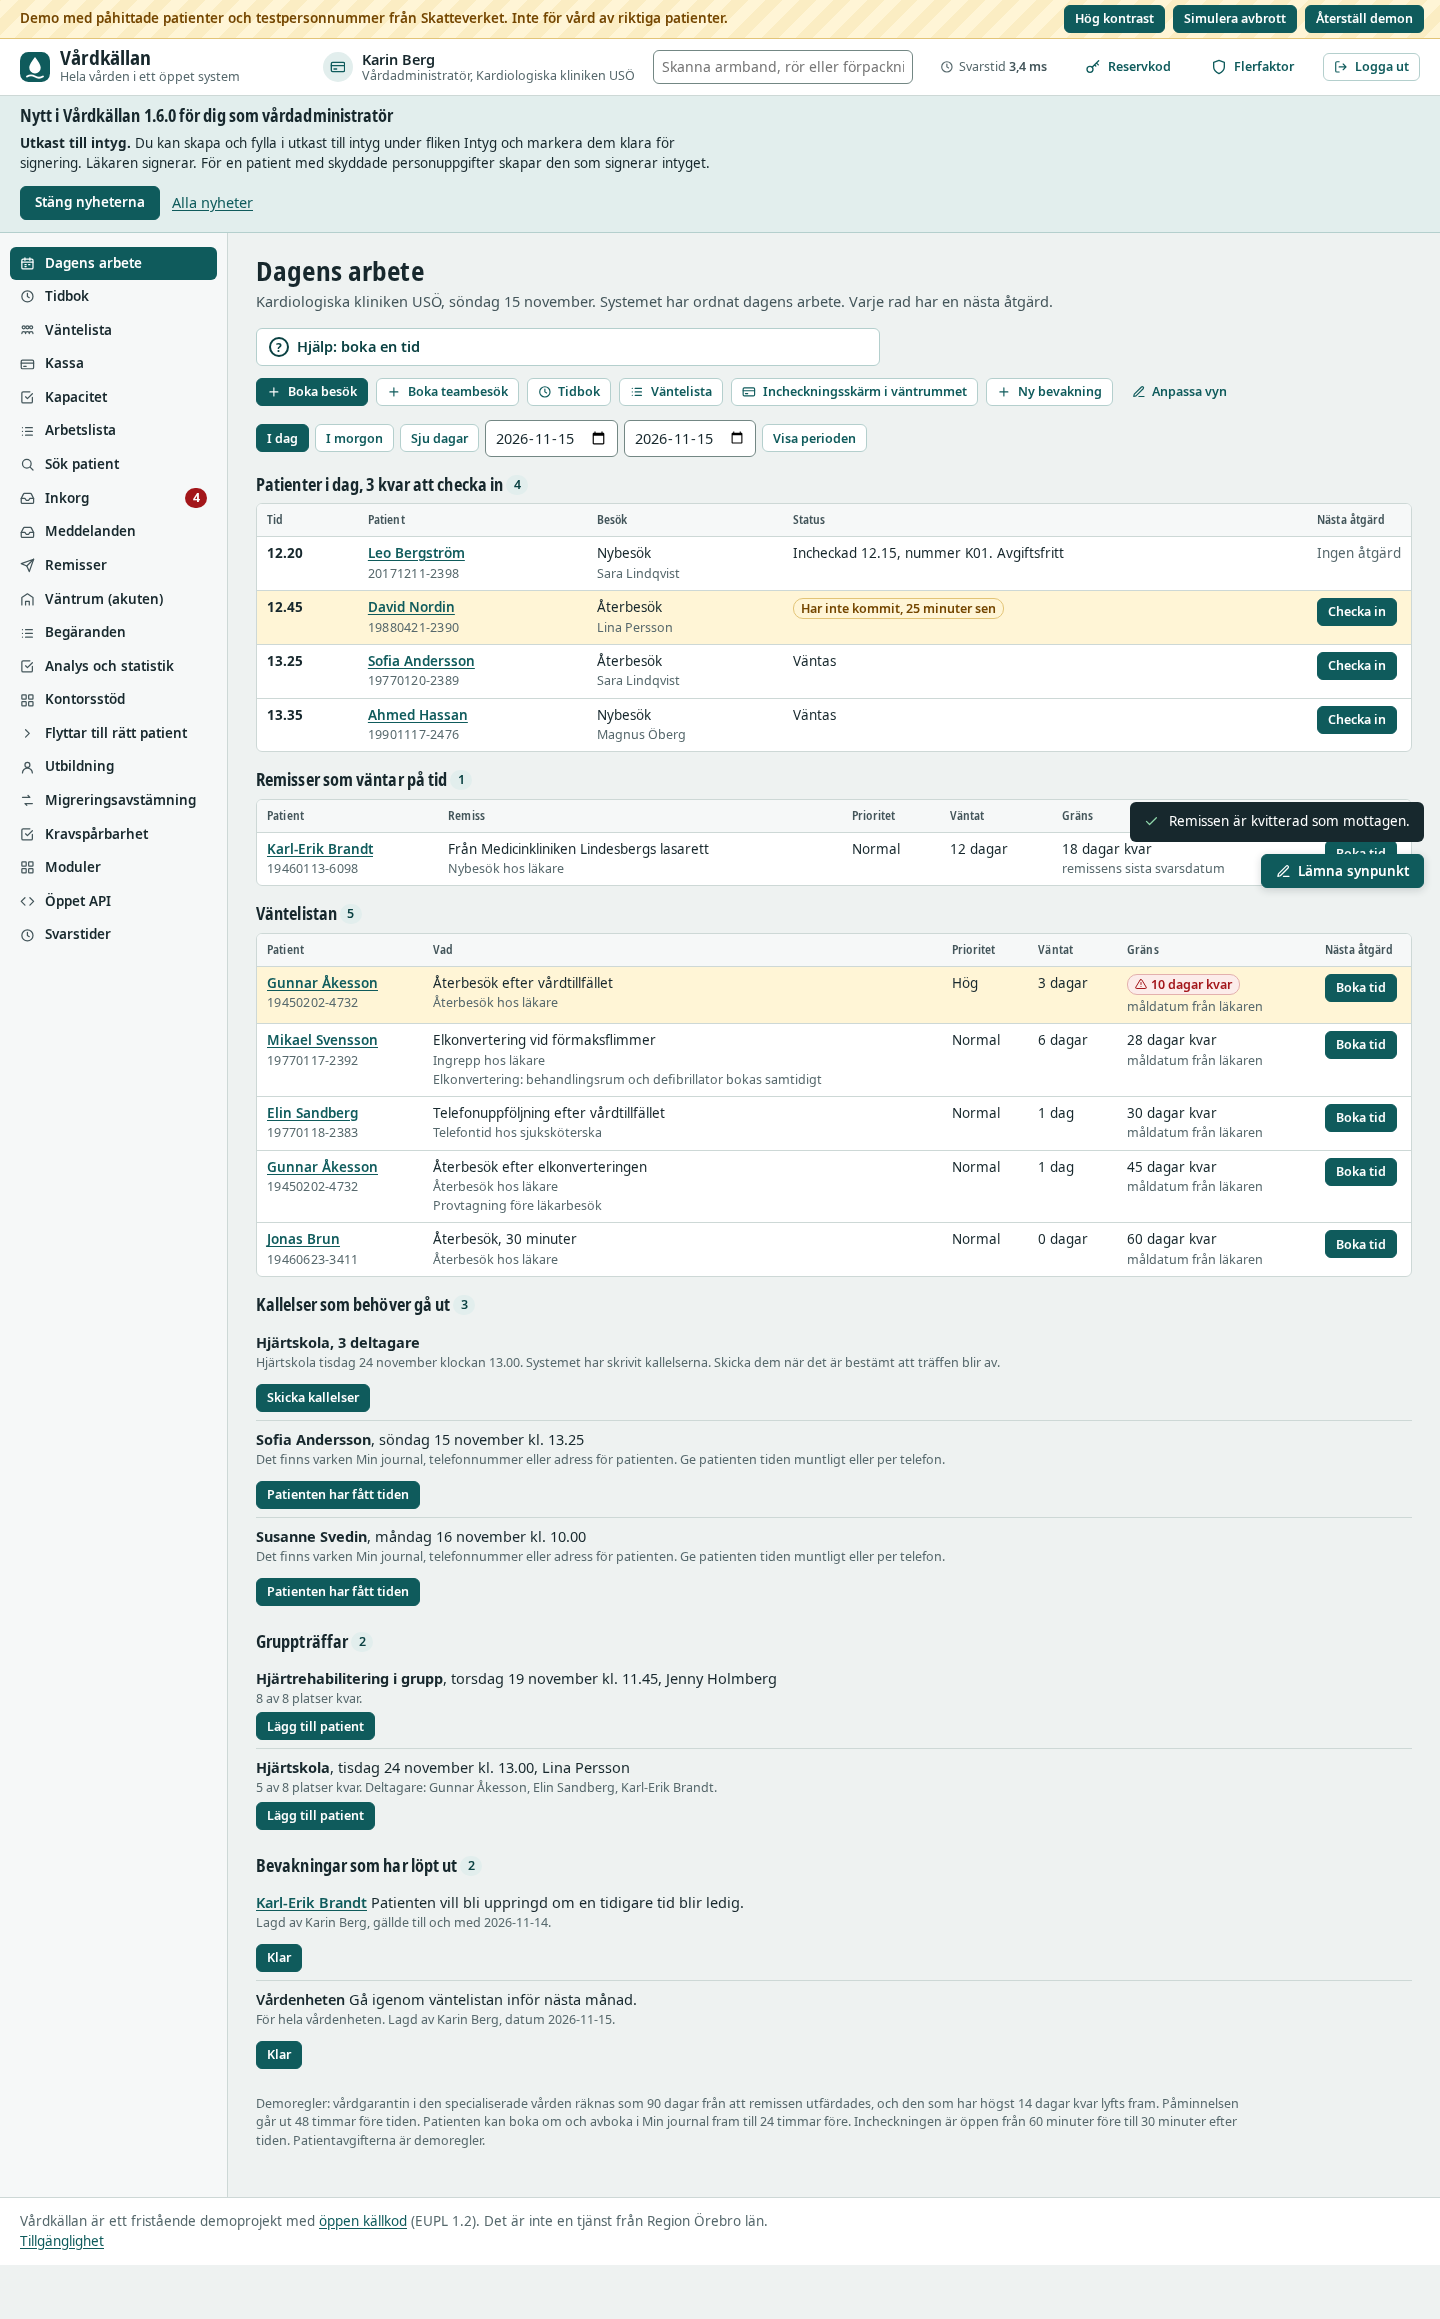 Demo med påhittade patienter och testpersonnummer från Skatteverket. Inte för vård av riktiga patienter.
Hög kontrast
Simulera avbrott
Återställ demon
Vårdkällan
Hela vården i ett öppet system
Karin Berg
Vårdadministratör, Kardiologiska kliniken USÖ
Skanna armband, rör eller förpackni
Svarstid 3,4 ms
Reservkod
Flerfaktor
Logga ut
Nytt i Vårdkällan 1.6.0 för dig som vårdadministratör
Utkast till intyg. Du kan skapa och fylla i utkast till intyg under fliken Intyg och markera dem klara för
signering. Läkaren signerar. För en patient med skyddade personuppgifter skapar den som signerar intyget.
Stäng nyheterna
Alla nyheter
Dagens arbete
Tidbok
Väntelista
Kassa
Kapacitet
Arbetslista
Sök patient
Inkorg 4
Meddelanden
Remisser
Väntrum (akuten)
Begäranden
Analys och statistik
Kontorsstöd
Flyttar till rätt patient
Utbildning
Migreringsavstämning
Kravspårbarhet
Moduler
Öppet API
Svarstider
Dagens arbete
Kardiologiska kliniken USÖ, söndag 15 november. Systemet har ordnat dagens arbete. Varje rad har en nästa åtgärd.
? Hjälp: boka en tid
Boka besök
Boka teambesök
Tidbok
Väntelista
Incheckningsskärm i väntrummet
Ny bevakning
Anpassa vyn
I dag
I morgon
Sju dagar
2026-11-15
2026-11-15
Visa perioden
Patienter i dag, 3 kvar att checka in 4
Tid Patient Besök Status Nästa åtgärd
12.20 Leo Bergström Nybesök Incheckad 12.15, nummer K01. Avgiftsfritt Ingen åtgärd
20171211-2398 Sara Lindqvist
12.45 David Nordin Återbesök Har inte kommit, 25 minuter sen Checka in
19880421-2390 Lina Persson
13.25 Sofia Andersson Återbesök Väntas Checka in
19770120-2389 Sara Lindqvist
13.35 Ahmed Hassan Nybesök Väntas Checka in
19901117-2476 Magnus Öberg
Remisser som väntar på tid 1
Patient Remiss Prioritet Väntat Gräns
Remissen är kvitterad som mottagen.
Karl-Erik Brandt Från Medicinkliniken Lindesbergs lasarett Normal 12 dagar 18 dagar kvar Boka tid
19460113-6098 Nybesök hos läkare remissens sista svarsdatum
Lämna synpunkt
Väntelistan 5
Patient Vad Prioritet Väntat Gräns Nästa åtgärd
Gunnar Åkesson Återbesök efter vårdtillfället Hög 3 dagar 10 dagar kvar Boka tid
19450202-4732 Återbesök hos läkare måldatum från läkaren
Mikael Svensson Elkonvertering vid förmaksflimmer Normal 6 dagar 28 dagar kvar Boka tid
19770117-2392 Ingrepp hos läkare måldatum från läkaren
Elkonvertering: behandlingsrum och defibrillator bokas samtidigt
Elin Sandberg Telefonuppföljning efter vårdtillfället Normal 1 dag 30 dagar kvar Boka tid
19770118-2383 Telefontid hos sjuksköterska måldatum från läkaren
Gunnar Åkesson Återbesök efter elkonverteringen Normal 1 dag 45 dagar kvar Boka tid
19450202-4732 Återbesök hos läkare måldatum från läkaren
Provtagning före läkarbesök
Jonas Brun Återbesök, 30 minuter Normal 0 dagar 60 dagar kvar Boka tid
19460623-3411 Återbesök hos läkare måldatum från läkaren
Kallelser som behöver gå ut 3
Hjärtskola, 3 deltagare
Hjärtskola tisdag 24 november klockan 13.00. Systemet har skrivit kallelserna. Skicka dem när det är bestämt att träffen blir av.
Skicka kallelser
Sofia Andersson, söndag 15 november kl. 13.25
Det finns varken Min journal, telefonnummer eller adress för patienten. Ge patienten tiden muntligt eller per telefon.
Patienten har fått tiden
Susanne Svedin, måndag 16 november kl. 10.00
Det finns varken Min journal, telefonnummer eller adress för patienten. Ge patienten tiden muntligt eller per telefon.
Patienten har fått tiden
Gruppträffar 2
Hjärtrehabilitering i grupp, torsdag 19 november kl. 11.45, Jenny Holmberg
8 av 8 platser kvar.
Lägg till patient
Hjärtskola, tisdag 24 november kl. 13.00, Lina Persson
5 av 8 platser kvar. Deltagare: Gunnar Åkesson, Elin Sandberg, Karl-Erik Brandt.
Lägg till patient
Bevakningar som har löpt ut 2
Karl-Erik Brandt Patienten vill bli uppringd om en tidigare tid blir ledig.
Lagd av Karin Berg, gällde till och med 2026-11-14.
Klar
Vårdenheten Gå igenom väntelistan inför nästa månad.
För hela vårdenheten. Lagd av Karin Berg, datum 2026-11-15.
Klar
Demoregler: vårdgarantin i den specialiserade vården räknas som 90 dagar från att remissen utfärdades, och den som har högst 14 dagar kvar lyfts fram. Påminnelsen
går ut 48 timmar före tiden. Patienten kan boka om och avboka i Min journal fram till 24 timmar före. Incheckningen är öppen från 60 minuter före till 30 minuter efter
tiden. Patientavgifterna är demoregler.
Vårdkällan är ett fristående demoprojekt med öppen källkod (EUPL 1.2). Det är inte en tjänst från Region Örebro län.
Tillgänglighet